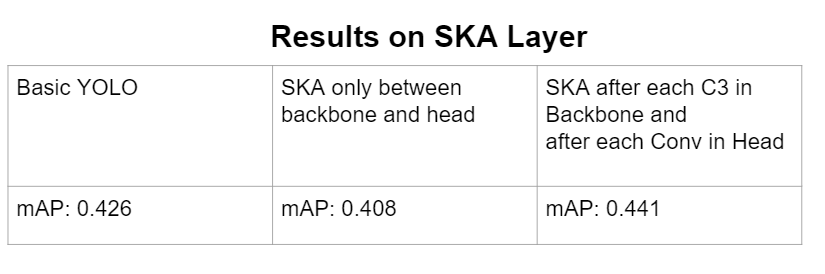 Results on SKA Layer
Basic YOLO
SKA only between
backbone and head
SKA after each C3 in
Backbone and
after each Conv in Head
mAP: 0.426
mAP: 0.408
mAP: 0.441